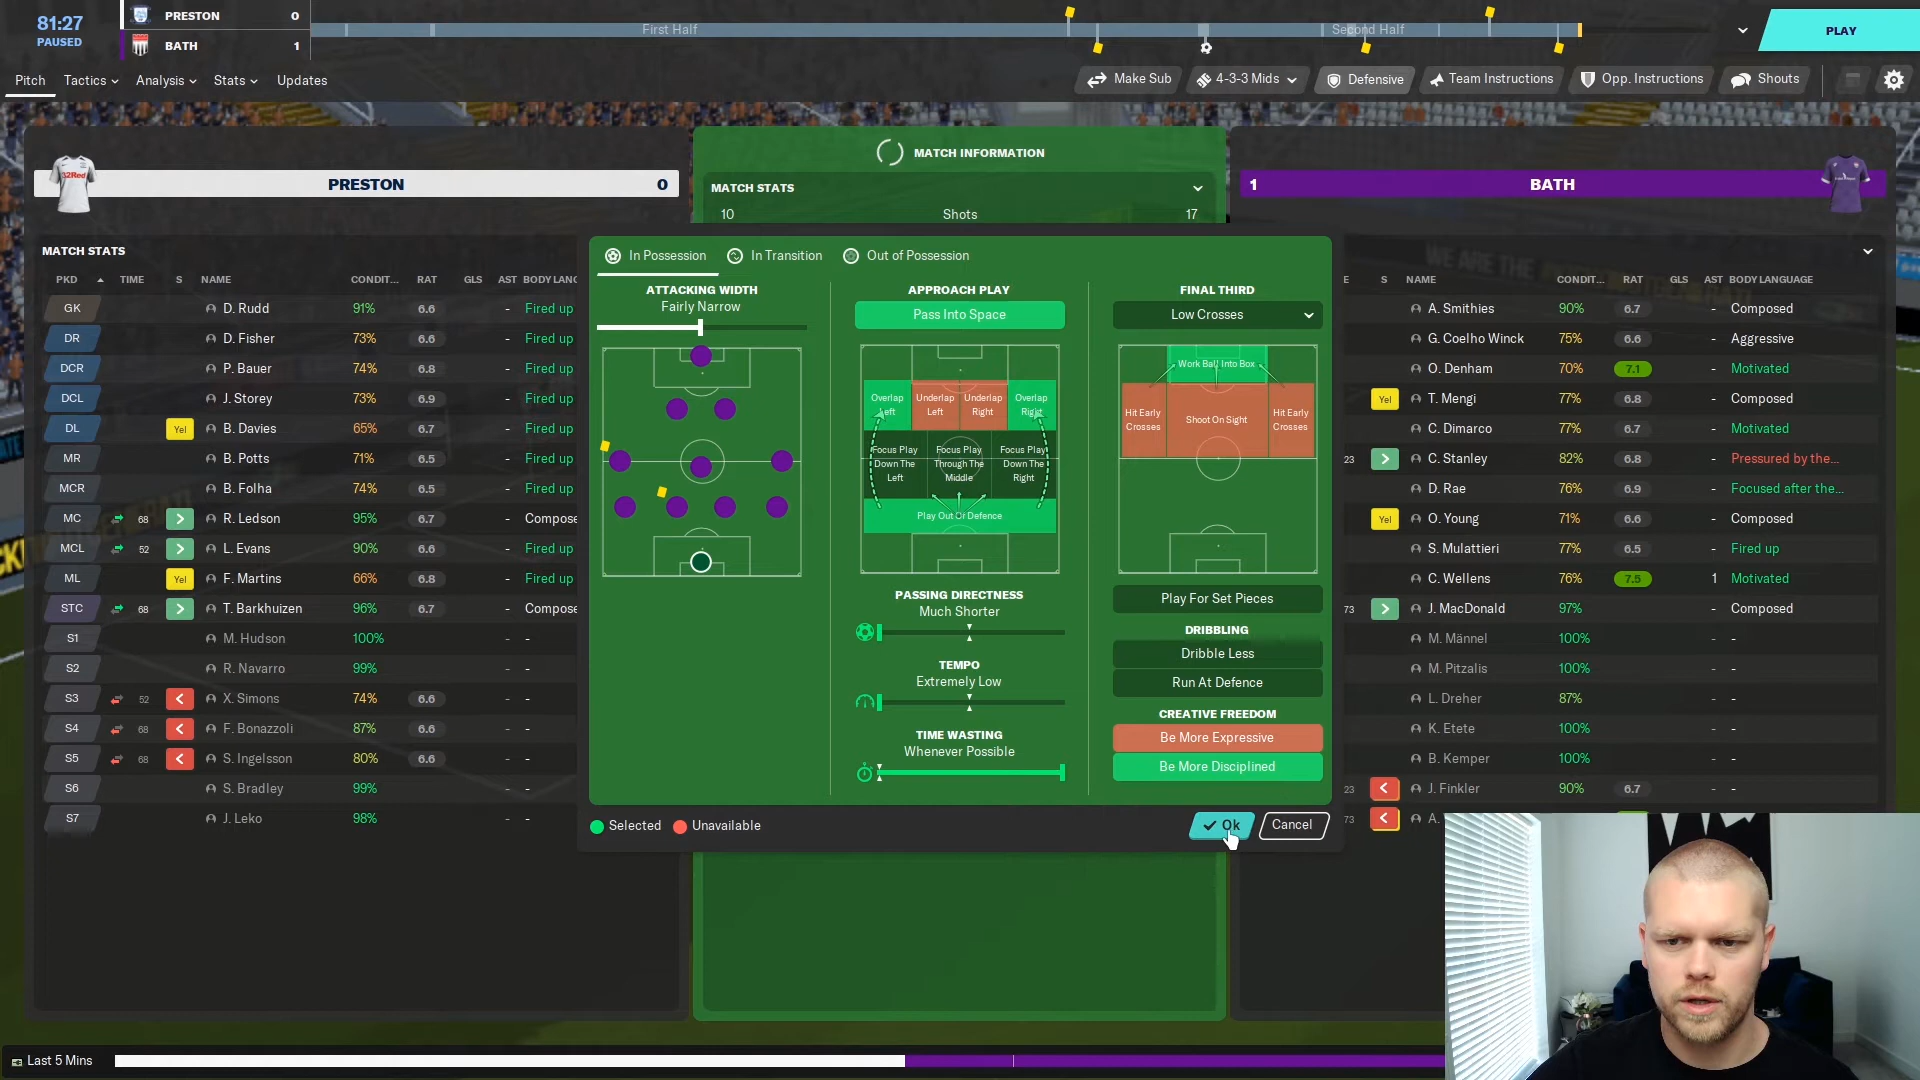 81:27
PAUSED
PRESTON 0
BATH 1
First Half
Second Half
PLAY
Pitch
Tactics
Analysis
Stats
Updates
Make Sub
4-3-3 Mids
Defensive
Team Instructions
Opp. Instructions
Shouts
PRESTON 0
MATCH INFORMATION
MATCH STATS
10 Shots 17
1 BATH
MATCH STATS
PKD TIME S NAME CONDIT... RAT GLS AST BODY LANG
GK D. Rudd 91% 6.6 - Fired up
DR D. Fisher 73% 6.6 - Fired up
DCR P. Bauer 74% 6.8 - Fired up
DCL J. Storey 73% 6.9 - Fired up
DL Yel B. Davies 65% 6.7 - Fired up
MR B. Potts 71% 6.5 - Fired up
MCR B. Folha 74% 6.5 - Fired up
MC 68 R. Ledson 95% 6.7 - Compose
MCL 52 L. Evans 90% 6.6 - Fired up
ML Yel F. Martins 66% 6.8 - Fired up
STC 68 T. Barkhuizen 96% 6.7 - Compose
S1 M. Hudson 100% - -
S2 R. Navarro 99% - -
S3 52 X. Simons 74% 6.6 - -
S4 68 F. Bonazzoli 87% 6.6 - -
S5 68 S. Ingelsson 80% 6.6 - -
S6 S. Bradley 99% - -
S7 J. Leko 98% - -
In Possession
In Transition
Out of Possession
ATTACKING WIDTH
Fairly Narrow
APPROACH PLAY
Pass Into Space
Overlap Left
Underlap Left
Underlap Right
Overlap Right
Focus Play Down The Left
Focus Play Through The Middle
Focus Play Down The Right
Play Out Of Defence
PASSING DIRECTNESS
Much Shorter
TEMPO
Extremely Low
TIME WASTING
Whenever Possible
FINAL THIRD
Low Crosses
Work Ball Into Box
Hit Early Crosses
Shoot On Sight
Hit Early Crosses
Play For Set Pieces
DRIBBLING
Dribble Less
Run At Defence
CREATIVE FREEDOM
Be More Expressive
Be More Disciplined
Selected
Unavailable
Ok
Cancel
E S NAME CONDIT... RAT GLS AST BODY LANGUAGE
A. Smithies 90% 6.7 - Composed
G. Coelho Winck 75% 6.6 - Aggressive
O. Denham 70% 7.1 - Motivated
Yel T. Mengi 77% 6.8 - Composed
C. Dimarco 77% 6.7 - Motivated
23 C. Stanley 82% 6.8 - Pressured by the...
D. Rae 76% 6.9 - Focused after the...
Yel O. Young 71% 6.6 - Composed
S. Mulattieri 77% 6.5 - Fired up
C. Wellens 76% 7.5 1 Motivated
73 J. MacDonald 97% - Composed
M. Männel 100% - -
M. Pitzalis 100% - -
L. Dreher 87% - -
K. Etete 100% - -
B. Kemper 100% - -
23 J. Finkler 90% 6.7 - -
73 A.
Last 5 Mins